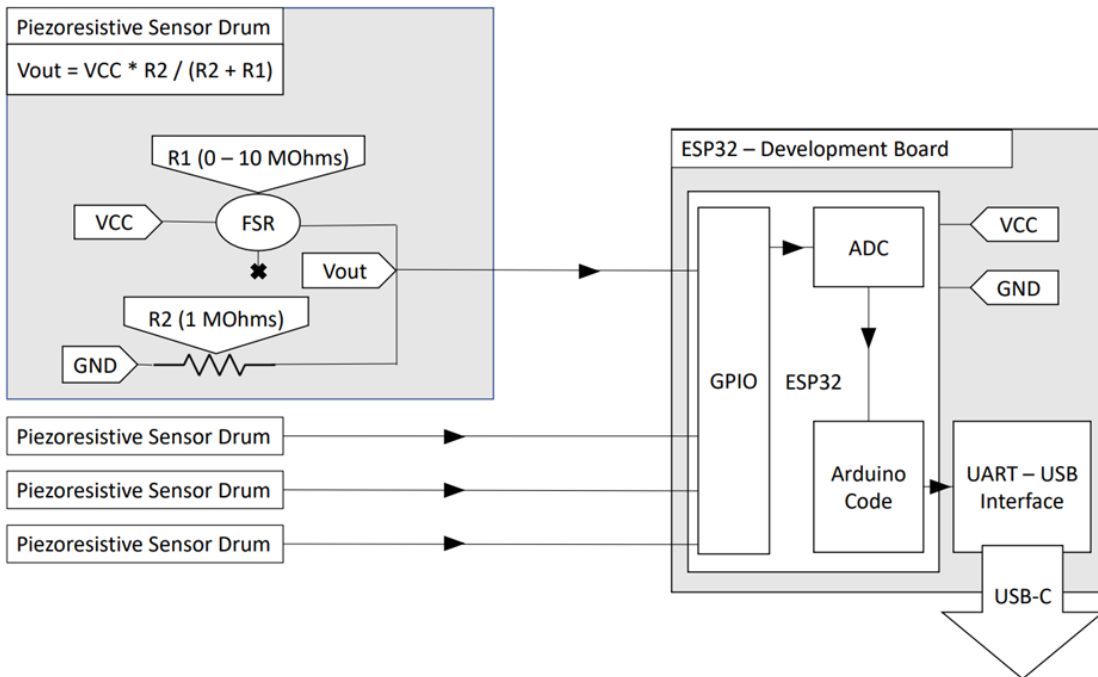 Piezoresistive Sensor Drum
Vout = VCC * R2 / (R2 + R1)
R1 (0 – 10 MOhms)
VCC
FSR
Vout
R2 (1 MOhms)
GND
Piezoresistive Sensor Drum
Piezoresistive Sensor Drum
Piezoresistive Sensor Drum
ESP32 – Development Board
ADC
VCC
GND
GPIO
ESP32
Arduino
Code
UART – USB
Interface
USB-C